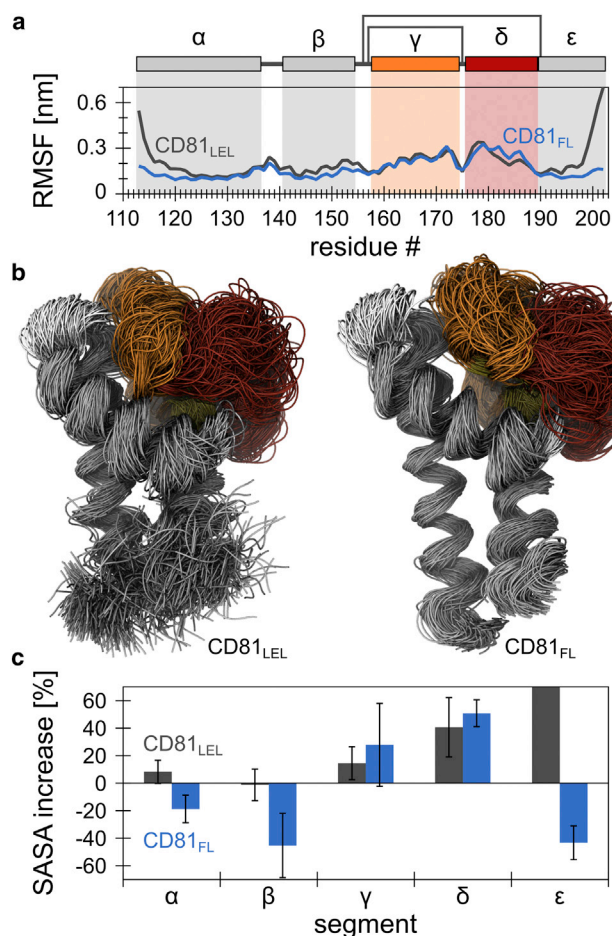 a
α β γ δ ε
RMSF [nm]
0.6
0.3
0
CD81LEL
CD81FL
110 120 130 140 150 160 170 180 190 200
residue #
b
CD81LEL
CD81FL
c
SASA increase [%]
60
40
20
0
-20
-40
-60
CD81LEL
CD81FL
α β γ δ ε
segment